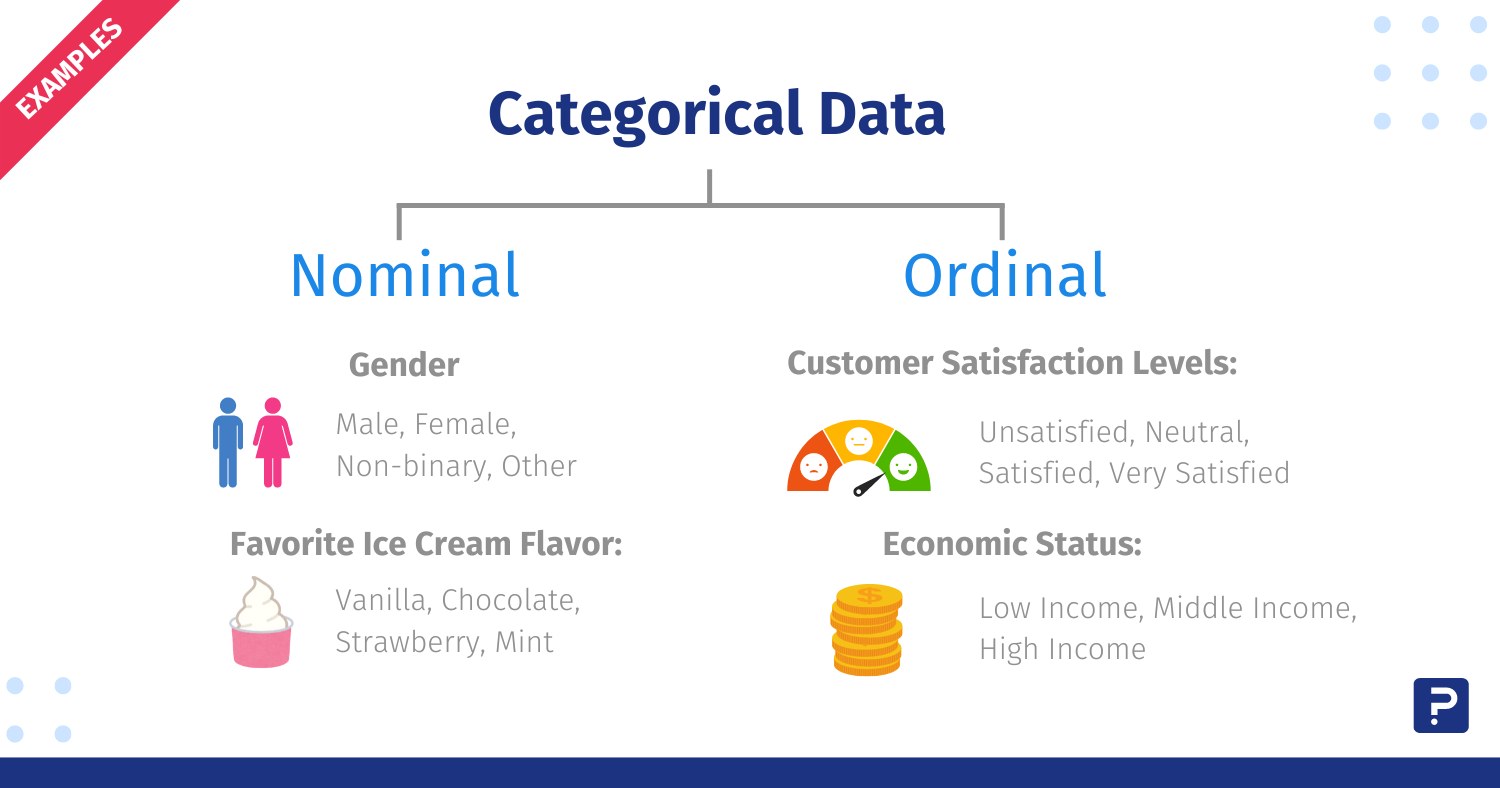 EXAMPLES
Categorical Data
Nominal
Gender
Male, Female,
Non-binary, Other
Favorite Ice Cream Flavor:
Vanilla, Chocolate,
Strawberry, Mint
Ordinal
Customer Satisfaction Levels:
Unsatisfied, Neutral,
Satisfied, Very Satisfied
Economic Status:
$
Low Income, Middle Income,
High Income